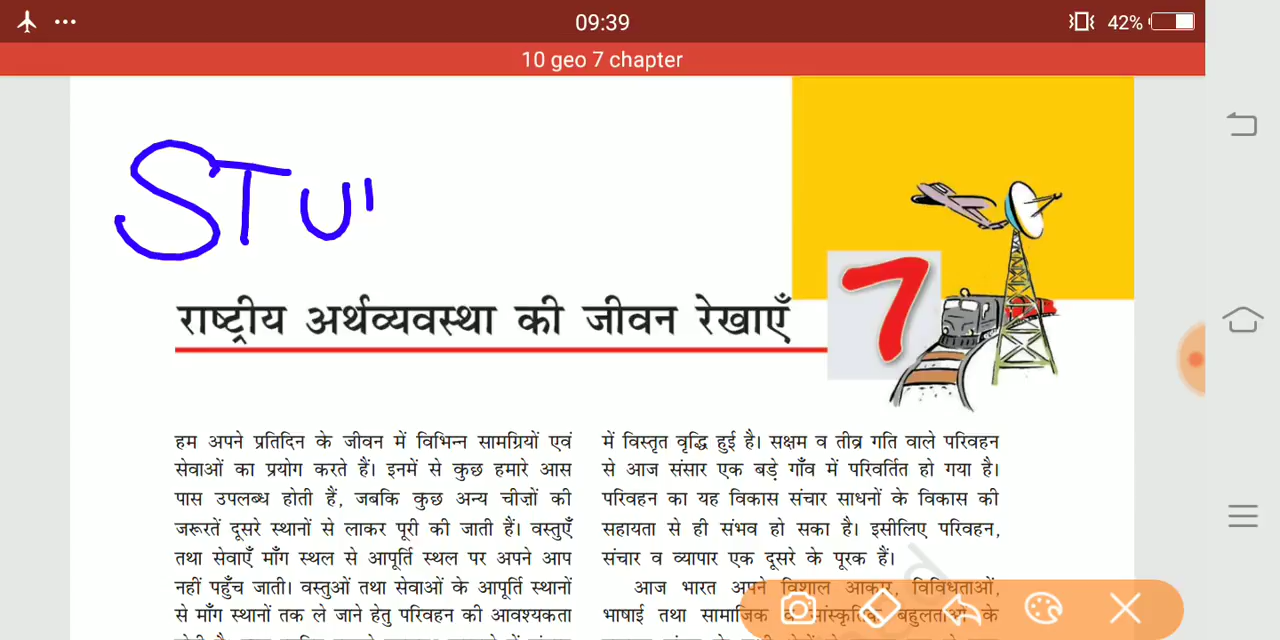 09:39
42%
10 geo 7 chapter
STU
7
राष्ट्रीय अर्थव्यवस्था की जीवन रेखाएँ
हम अपने प्रतिदिन के जीवन में विभिन्न सामग्रियों एवं
सेवाओं का प्रयोग करते हैं। इनमें से कुछ हमारे आस
पास उपलब्ध होती हैं, जबकि कुछ अन्य चीज़ों की
जरूरतें दूसरे स्थानों से लाकर पूरी की जाती हैं। वस्तुएँ
तथा सेवाएँ माँग स्थल से आपूर्ति स्थल पर अपने आप
नहीं पहुँच जाती। वस्तुओं तथा सेवाओं के आपूर्ति स्थानों
से माँग स्थानों तक ले जाने हेतु परिवहन की आवश्यकता
में विस्तृत वृद्धि हुई है। सक्षम व तीव्र गति वाले परिवहन
से आज संसार एक बड़े गाँव में परिवर्तित हो गया है।
परिवहन का यह विकास संचार साधनों के विकास की
सहायता से ही संभव हो सका है। इसीलिए परिवहन,
संचार व व्यापार एक दूसरे के पूरक हैं।
आज भारत अपने विशाल आकार, विविधताओं,
भाषाई तथा सामाजिक व सांस्कृतिक बहुलताओं के